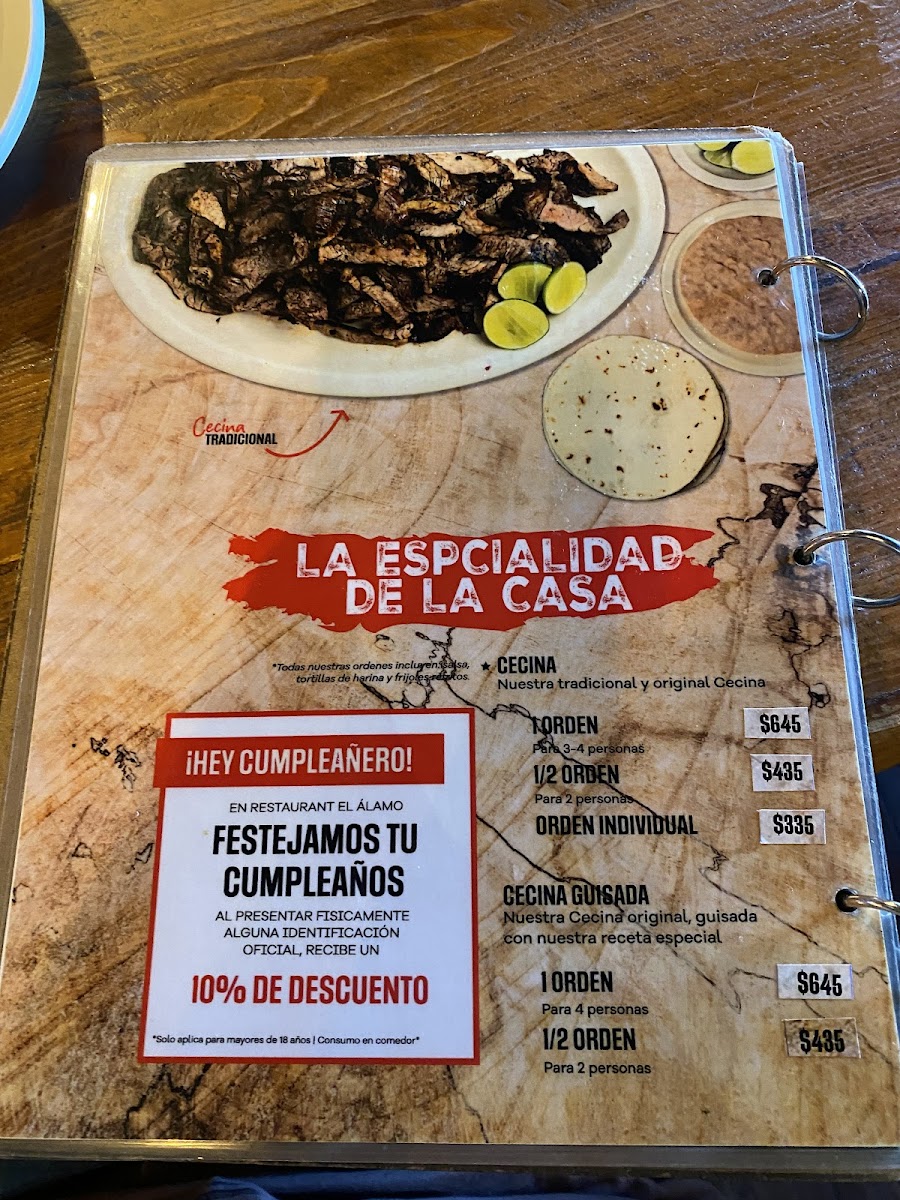 Cecina
TRADICIONAL
LA ESPCIALIDAD
DE LA CASA
*Todas nuestras ordenes incluyen: salsa,
tortillas de harina y frijoles refritos.
★ CECINA
Nuestra tradicional y original Cecina
1 ORDEN $645
Para 3-4 personas
1/2 ORDEN $435
Para 2 personas
ORDEN INDIVIDUAL $335
CECINA GUISADA
Nuestra Cecina original, guisada
con nuestra receta especial
1 ORDEN $645
Para 4 personas
1/2 ORDEN $435
Para 2 personas
¡HEY CUMPLEAÑERO!
EN RESTAURANT EL ÁLAMO
FESTEJAMOS TU
CUMPLEAÑOS
AL PRESENTAR FISICAMENTE
ALGUNA IDENTIFICACIÓN
OFICIAL, RECIBE UN
10% DE DESCUENTO
*Solo aplica para mayores de 18 años | Consumo en comedor*